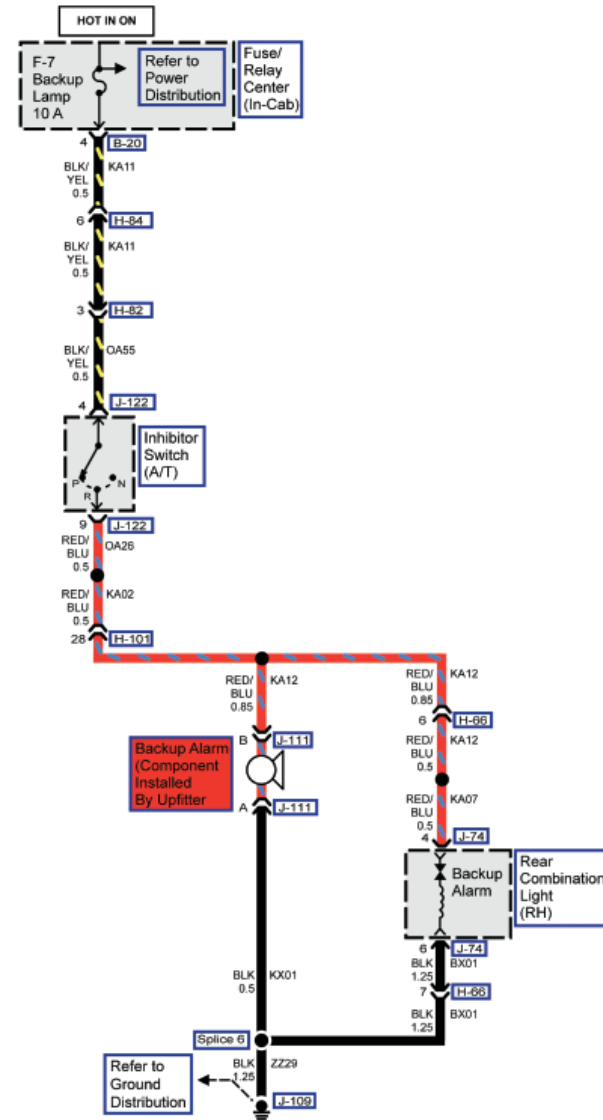 HOT IN ON
F-7
Backup
Lamp
10 A
Refer to
Power
Distribution
Fuse/
Relay
Center
(In-Cab)
4
B-20
BLK/
YEL
0.5
KA11
6
H-84
BLK/
YEL
0.5
KA11
3
H-82
BLK/
YEL
0.5
OA55
4
J-122
P
R
N
Inhibitor
Switch
(A/T)
9
J-122
RED/
BLU
0.5
OA26
RED/
BLU
0.5
KA02
28
H-101
RED/
BLU
0.85
KA12
B
J-111
Backup Alarm
(Component
Installed
By Upfitter
A
J-111
RED/
BLU
0.85
KA12
6
H-66
RED/
BLU
0.5
KA12
RED/
BLU
0.5
KA07
4
J-74
Backup
Alarm
Rear
Combination
Light
(RH)
6
J-74
BLK
1.25
BX01
7
H-66
BLK
1.25
BX01
BLK
0.5
KX01
Splice 6
BLK
1.25
ZZ29
Refer to
Ground
Distribution
J-109